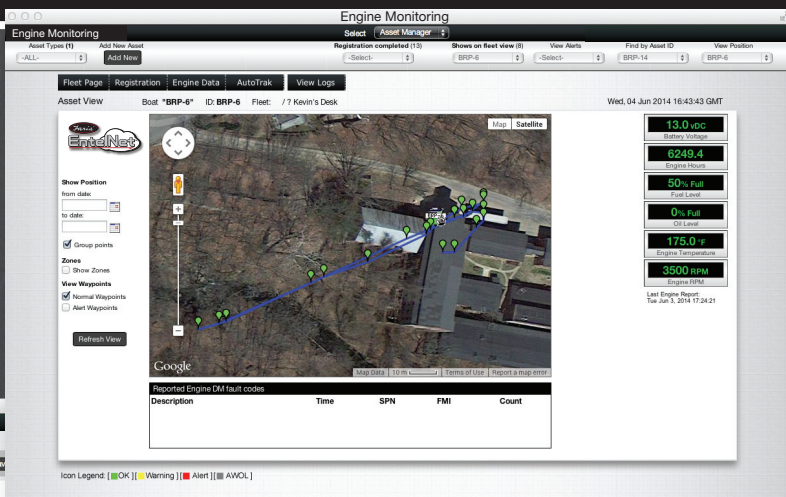 Engine Monitoring
Engine Monitoring
Select Asset Manager
Asset Types (1) Add New Asset Registration completed (13) Shows on fleet view (8) View Alerts Find by Asset ID View Position
-ALL- Add New -Select- BRP-6 -Select- BRP-14 BRP-6
Fleet Page Registration Engine Data AutoTrak View Logs
Asset View Boat "BRP-6" ID: BRP-6 Fleet: / ? Kevin's Desk Wed, 04 Jun 2014 16:43:43 GMT
Faria
EntelNet
Show Position
from date:
to date:
Group points
Zones
Show Zones
View Waypoints
Normal Waypoints
Alert Waypoints
Refresh View
Map Satellite
BRP-6
Google
Map Data 10 m Terms of Use Report a map error
13.0 vDC
Battery Voltage
6249.4
Engine Hours
50% Full
Fuel Level
0% Full
Oil Level
175.0 °F
Engine Temperature
3500 RPM
Engine RPM
Last Engine Report:
Tue Jun 3, 2014 17:24:21
Reported Engine DM fault codes
Description Time SPN FMI Count
Icon Legend: [ OK ][ Warning ][ Alert ][ AWOL ]